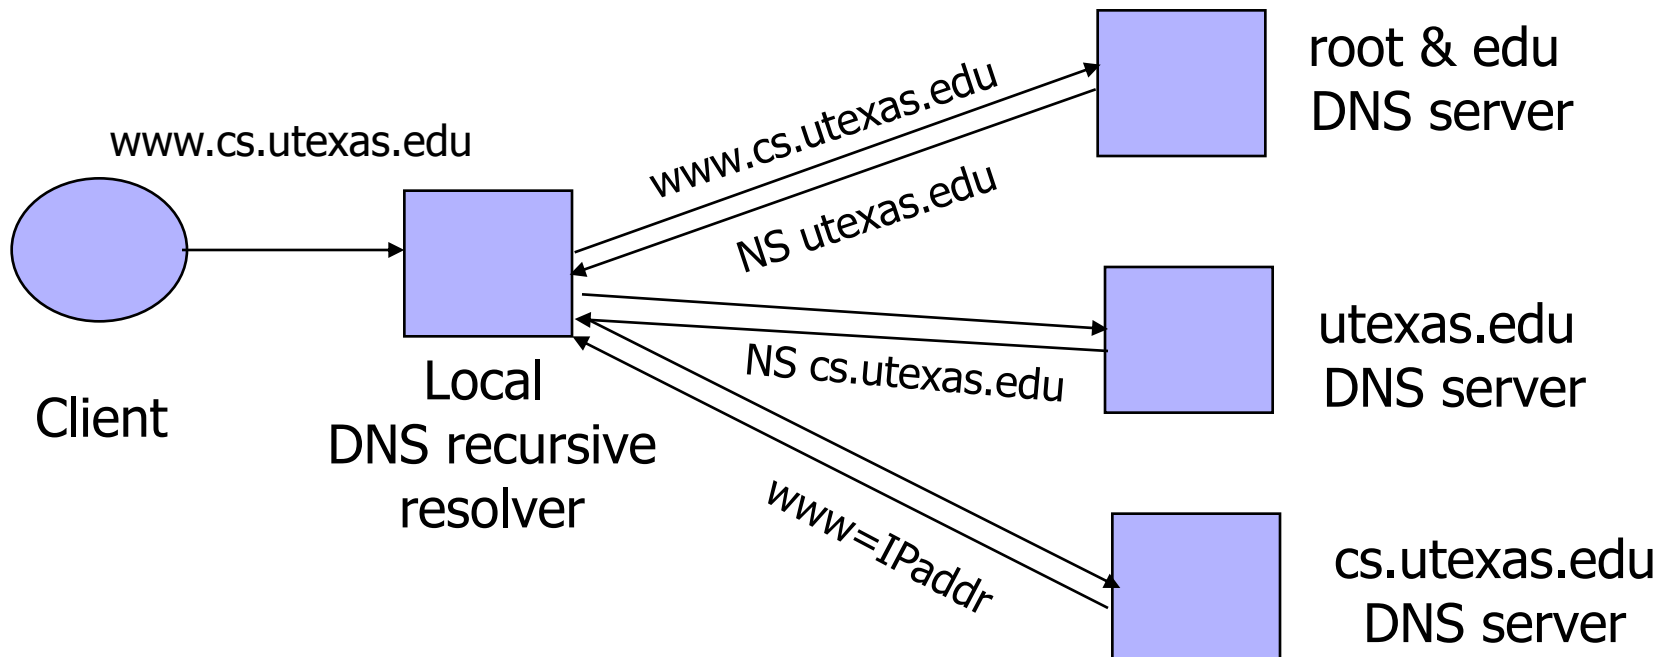 www.cs.utexas.edu
Client
Local
DNS recursive
resolver
www.cs.utexas.edu
NS utexas.edu
NS cs.utexas.edu
www=IPaddr
root & edu
DNS server
utexas.edu
DNS server
cs.utexas.edu
DNS server